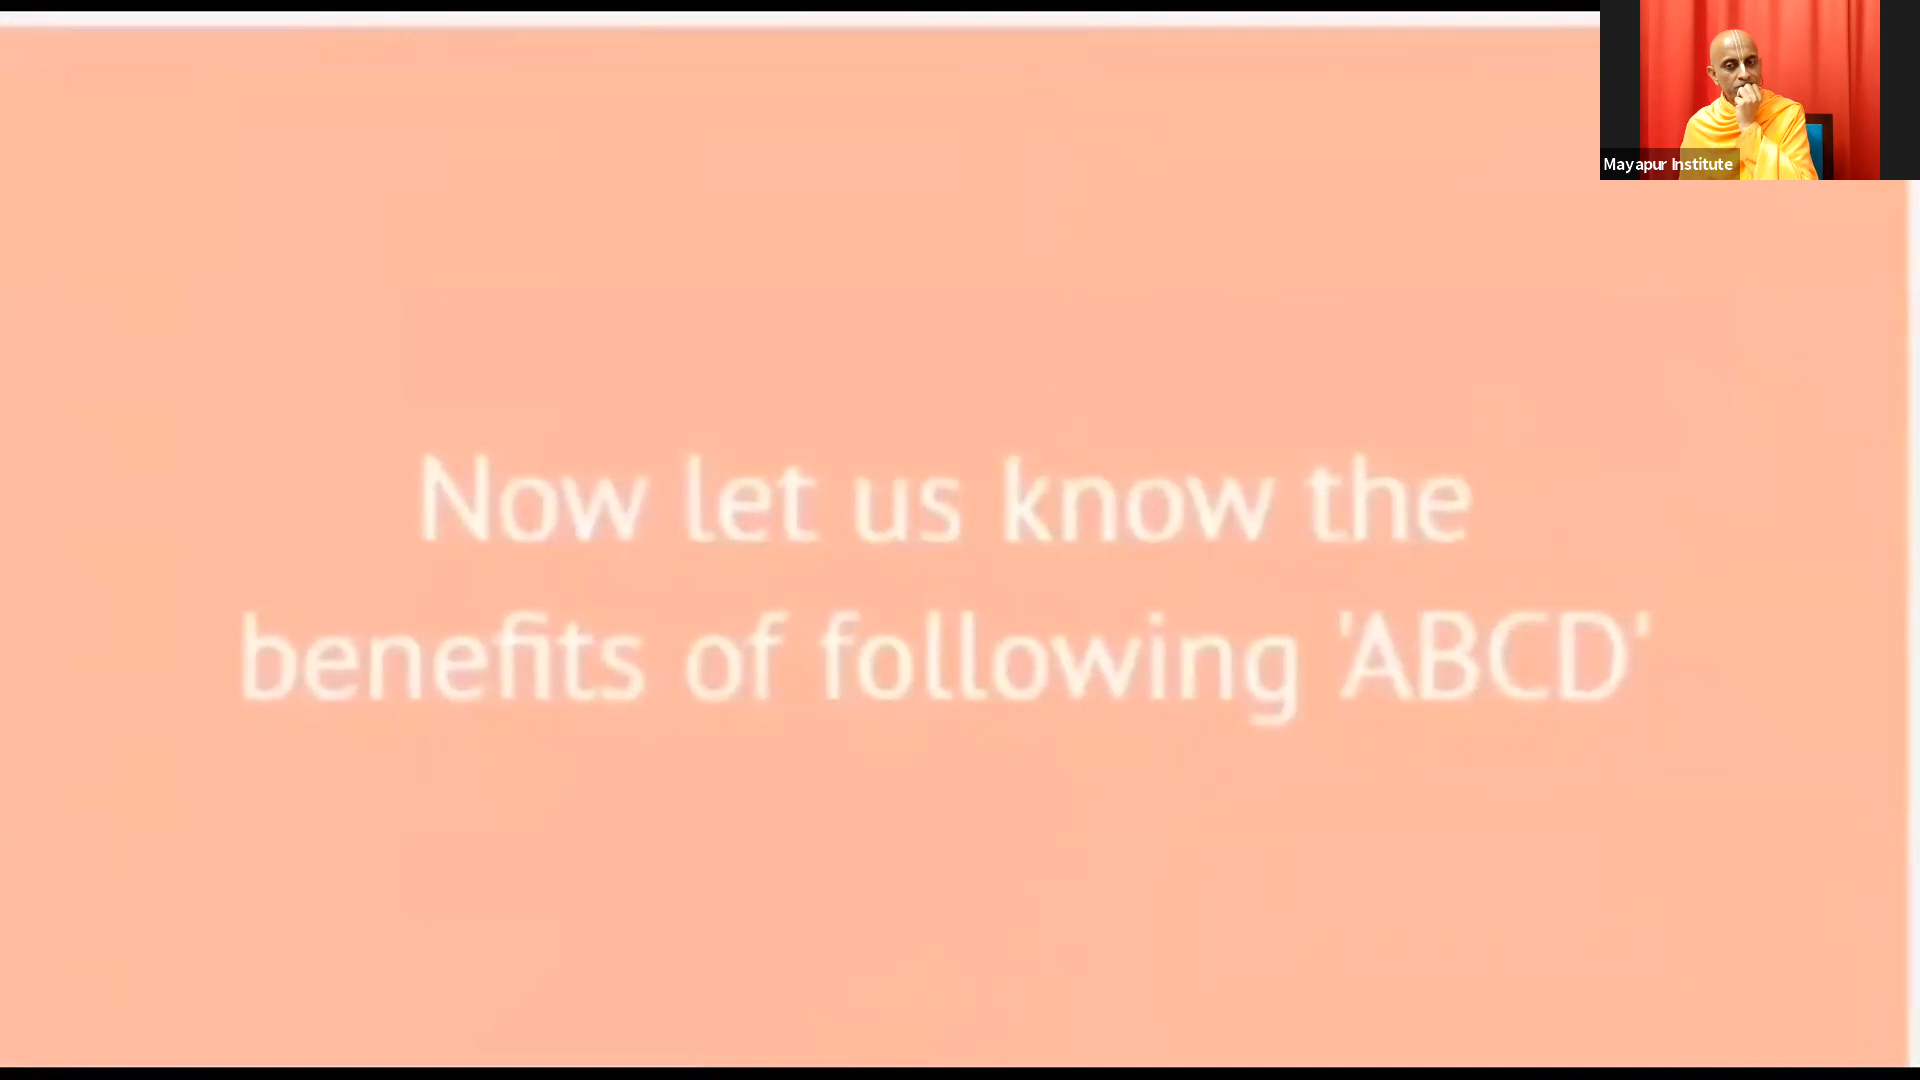 Mayapur Institute
Now let us know the
benefits of following 'ABCD'